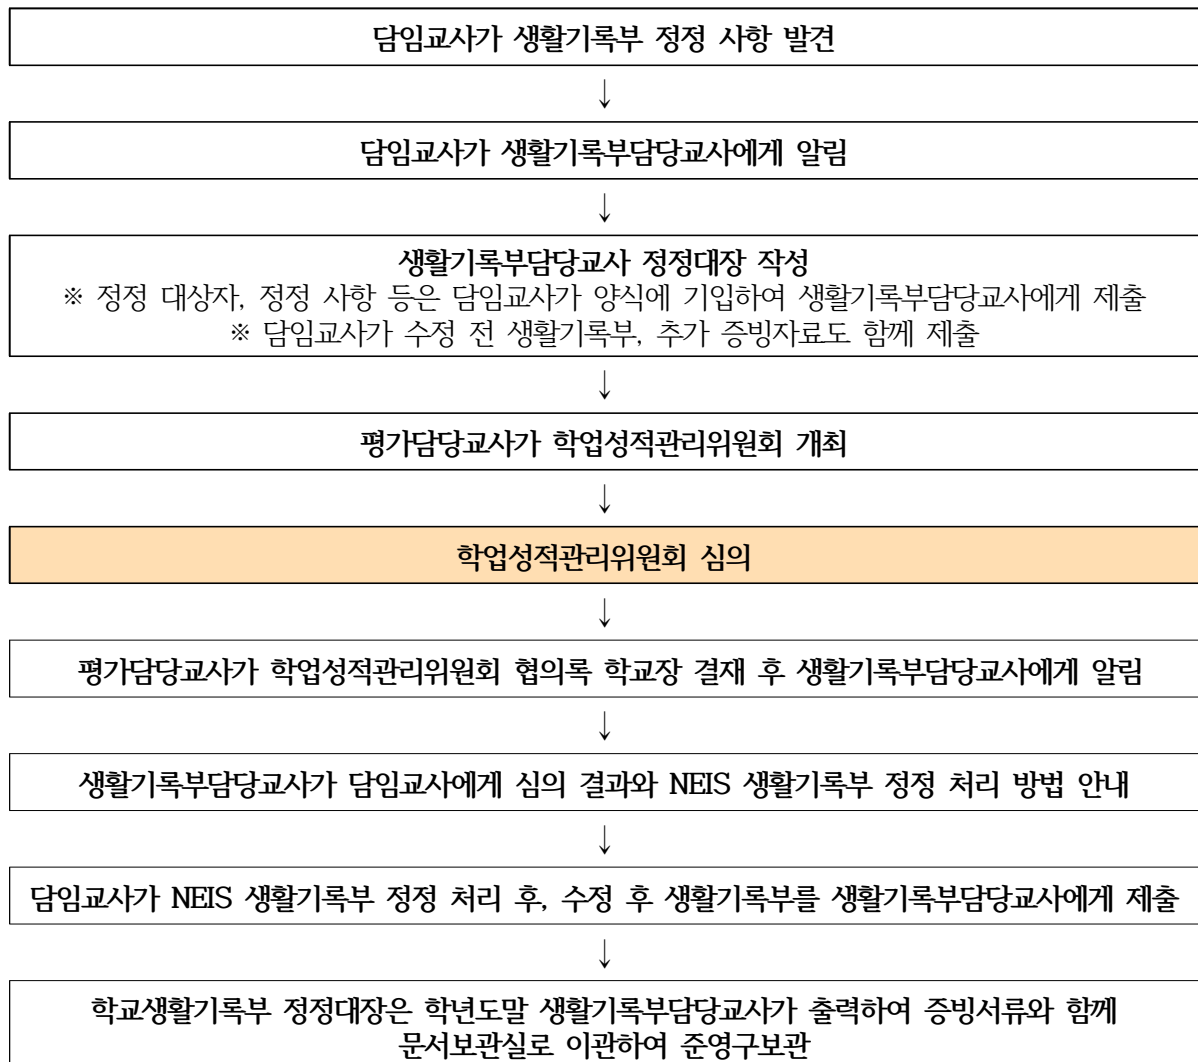 담임교사가 생활기록부 정정 사항 발견
↓
담임교사가 생활기록부담당교사에게 알림
↓
생활기록부담당교사 정정대장 작성
※ 정정 대상자, 정정 사항 등은 담임교사가 양식에 기입하여 생활기록부담당교사에게 제출
※ 담임교사가 수정 전 생활기록부, 추가 증빙자료도 함께 제출
↓
평가담당교사가 학업성적관리위원회 개최
↓
학업성적관리위원회 심의
↓
평가담당교사가 학업성적관리위원회 협의록 학교장 결재 후 생활기록부담당교사에게 알림
↓
생활기록부담당교사가 담임교사에게 심의 결과와 NEIS 생활기록부 정정 처리 방법 안내
↓
담임교사가 NEIS 생활기록부 정정 처리 후, 수정 후 생활기록부를 생활기록부담당교사에게 제출
↓
학교생활기록부 정정대장은 학년도말 생활기록부담당교사가 출력하여 증빙서류와 함께
문서보관실로 이관하여 준영구보관